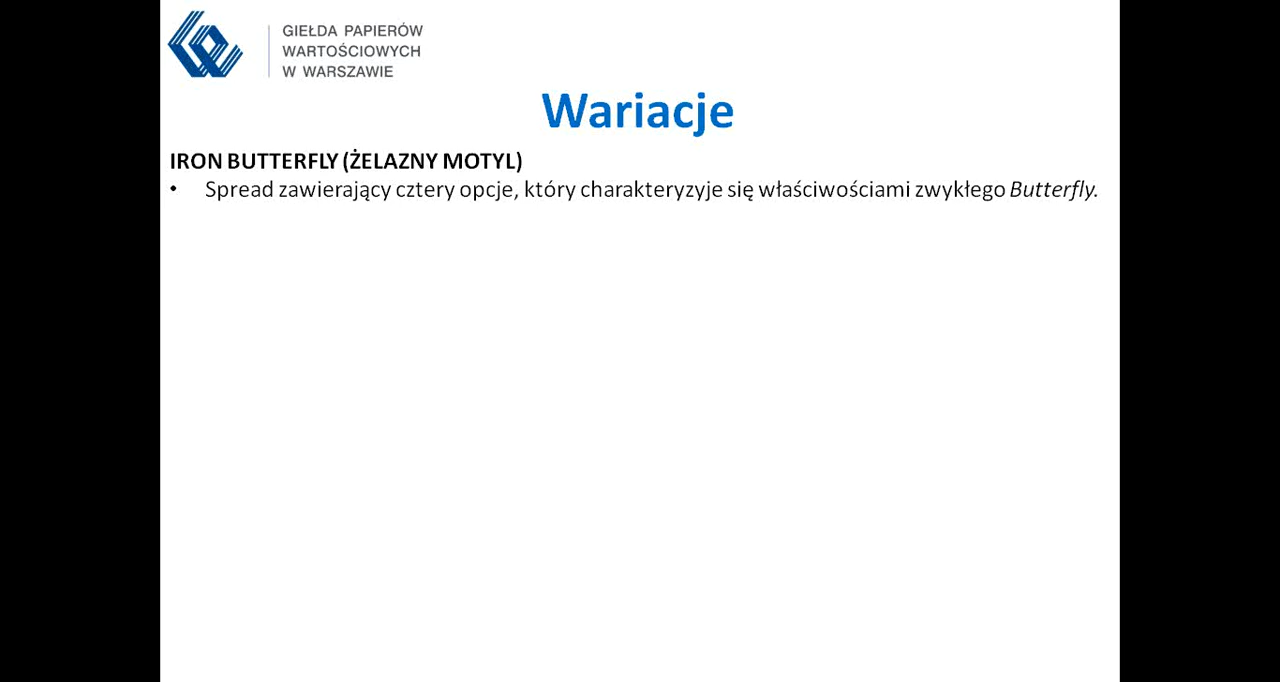 GIEŁDA PAPIERÓW
WARTOŚCIOWYCH
W WARSZAWIE
Wariacje
IRON BUTTERFLY (ŻELAZNY MOTYL)
• Spread zawierający cztery opcje, który charakteryzyje się właściwościami zwykłego Butterfly.